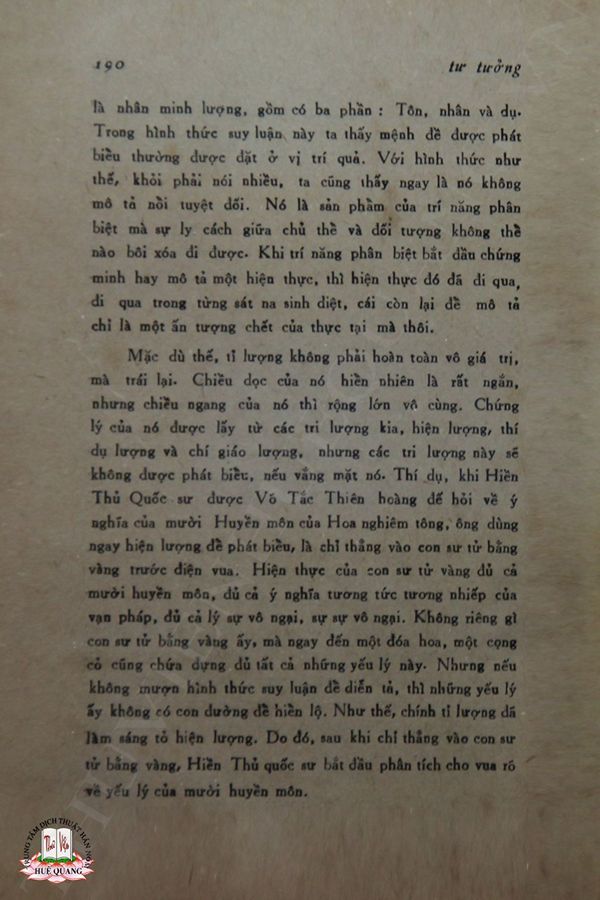 190 tư tưởng
là nhân minh lượng, gồm có ba phần : Tôn, nhân và dụ.
Trong hình thức suy luận này ta thấy mệnh đề được phát
biểu thường được đặt ở vị trí quả. Với hình thức như
thế, khỏi phải nói nhiều, ta cũng thấy ngay là nó không
mô tả nổi tuyệt đối. Nó là sản phẩm của trí năng phân
biệt mà sự ly cách giữa chủ thể và đối tượng không thể
nào bôi xóa đi được. Khi trí năng phân biệt bắt đầu chứng
minh hay mô tả một hiện thực, thì hiện thực đó đã đi qua,
đi qua trong từng sát na sinh diệt, cái còn lại để mô tả
chỉ là một ấn tượng chết của thực tại mà thôi.
Mặc dù thế, tỉ lượng không phải hoàn toàn vô giá trị,
mà trái lại. Chiều dọc của nó hiển nhiên là rất ngắn,
nhưng chiều ngang của nó thì rộng lớn vô cùng. Chứng
lý của nó được lấy từ các tri lượng kia, hiện lượng, thí
dụ lượng và chí giáo lượng, nhưng các tri lượng này sẽ
không được phát biểu, nếu vắng mặt nó. Thí dụ, khi Hiền
Thủ Quốc sư được Võ Tắc Thiên hoàng đế hỏi về ý
nghĩa của mười Huyền môn của Hoa nghiêm tông, ông dùng
ngay hiện lượng để phát biểu, là chỉ thẳng vào con sư tử bằng
vàng trước điện vua. Hiện thực của con sư tử vàng đủ cả
mười huyền môn, đủ cả ý nghĩa tương tức tương nhiếp của
vạn pháp, đủ cả lý sự vô ngại, sự sự vô ngại. Không riêng gì
con sư tử bằng vàng ấy, mà ngay đến một đóa hoa, một cọng
cỏ cũng chứa đựng đủ tất cả những yếu lý này. Nhưng nếu
không mượn hình thức suy luận để diễn tả, thì những yếu lý
ấy không có con đường để hiển lộ. Như thế, chính tỉ lượng đã
làm sáng tỏ hiện lượng. Do đó, sau khi chỉ thẳng vào con sư
tử bằng vàng, Hiền Thủ quốc sư bắt đầu phân tích cho vua rõ
về yếu lý của mười huyền môn.
TRUNG TÂM DỊCH THUẬT HÁN NÔM
HUỆ QUANG